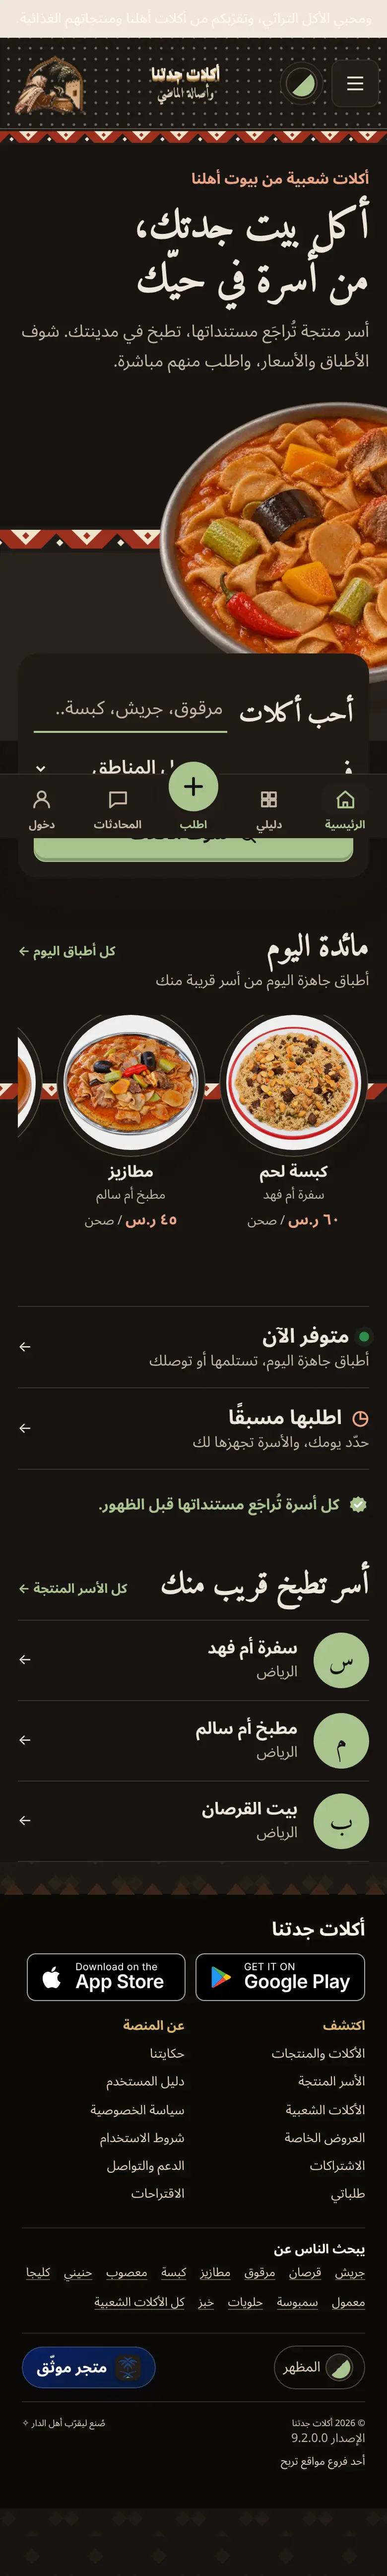 ومحبي الأكل التراثي، ونقرّبكم من أكلات أهلنا ومنتجاتهم الغذائية.
أكلات جدتنا
وأصالة الماضي
أكلات شعبية من بيوت أهلنا
أكل بيت جدتك،
من أسرة في حيّك
أسر منتجة تُراجَع مستنداتها، تطبخ في مدينتك. شوف
الأطباق والأسعار، واطلب منهم مباشرة.
أحب أكلات مرقوق، جريش، كبسة..
في كل المناطق
الرئيسية
دليلي
اطلب
المحادثات
دخول
مائدة اليوم
كل أطباق اليوم ←
أطباق جاهزة اليوم من أسر قريبة منك
كبسة لحم
سفرة أم فهد
٦٠ ر.س / صحن
مطازيز
مطبخ أم سالم
٤٥ ر.س / صحن
متوفر الآن
أطباق جاهزة اليوم، تستلمها أو توصلك
اطلبها مسبقًا
حدّد يومك، والأسرة تجهزها لك
كل أسرة تُراجَع مستنداتها قبل الظهور.
أسر تطبخ قريب منك
كل الأسر المنتجة ←
س
سفرة أم فهد
الرياض
م
مطبخ أم سالم
الرياض
ب
بيت القرصان
الرياض
أكلات جدتنا
GET IT ON
Google Play
Download on the
App Store
اكتشف
الأكلات والمنتجات
الأسر المنتجة
الأكلات الشعبية
العروض الخاصة
الاشتراكات
طلباتي
عن المنصة
حكايتنا
دليل المستخدم
سياسة الخصوصية
شروط الاستخدام
الدعم والتواصل
الاقتراحات
يبحث الناس عن
جريش قرصان مرقوق مطازيز كبسة معصوب حنيني كليجا
معمول سمبوسة حلويات خبز كل الأكلات الشعبية
المظهر
متجر موثّق
© 2026 أكلات جدتنا
صُنع ليقرّب أهل الدار ✧
الإصدار 9.2.0.0
أحد فروع مواقع تربح